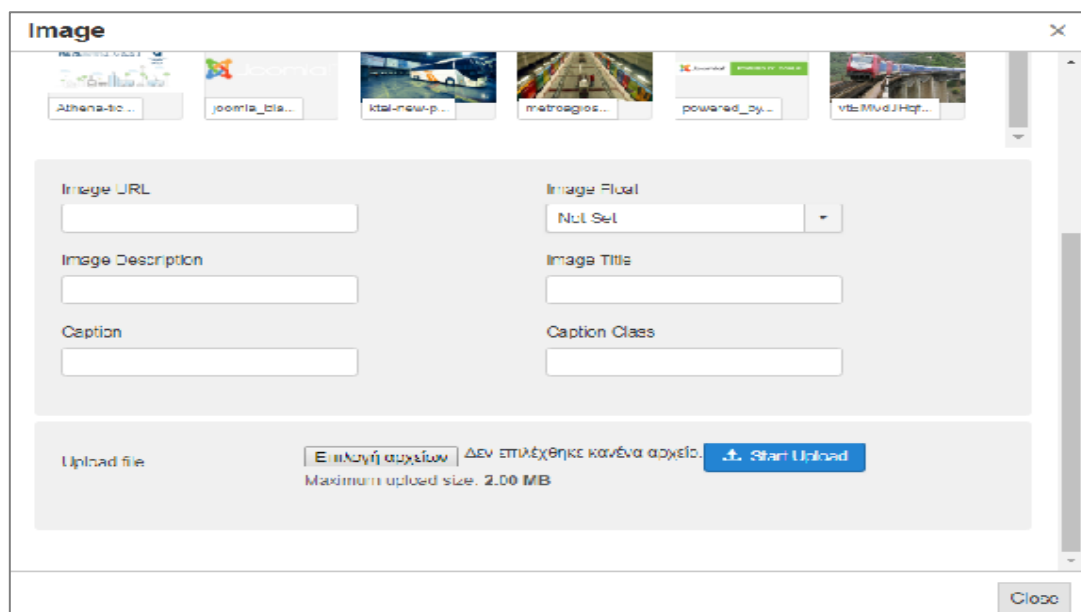 Image ×
Athena-tic... joomla_bla... ktel-new-p... metroagios... powered_by... vtEMvdJHqf...
Image URL Image Float
Not Set
Image Description Image Title
Caption Caption Class
Upload file Επιλογή αρχείων Δεν επιλέχθηκε κανένα αρχείο. Start Upload
Maximum upload size: 2.00 MB
Close